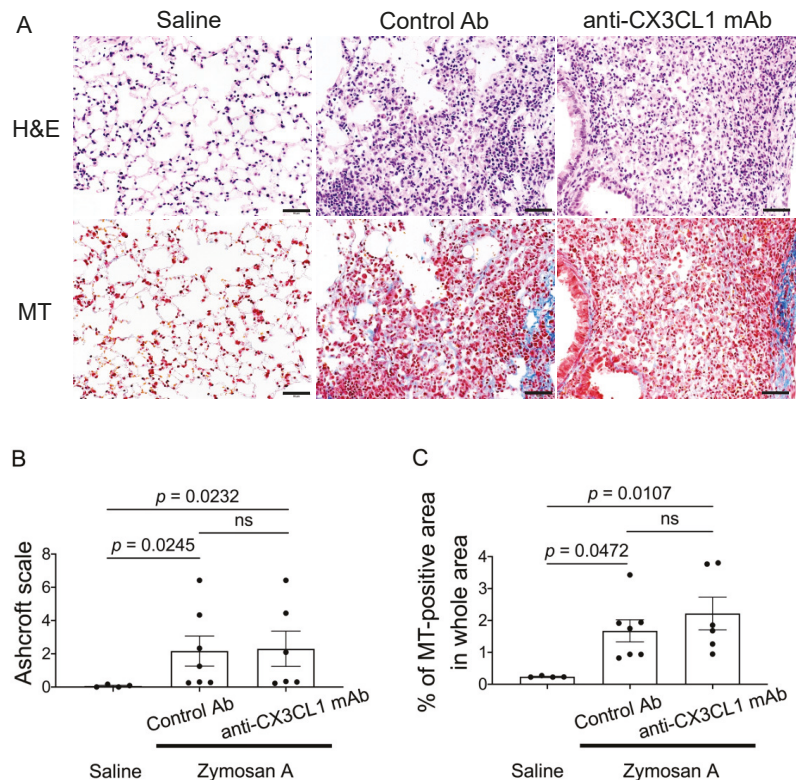 A
Saline
Control Ab
anti-CX3CL1 mAb
H&E
MT
B
p = 0.0232
ns
p = 0.0245
Ashcroft scale
8
6
4
2
0
Control Ab
anti-CX3CL1 mAb
Saline
Zymosan A
C
p = 0.0107
ns
p = 0.0472
% of MT-positive area
in whole area
4
3
2
1
0
Control Ab
anti-CX3CL1 mAb
Saline
Zymosan A